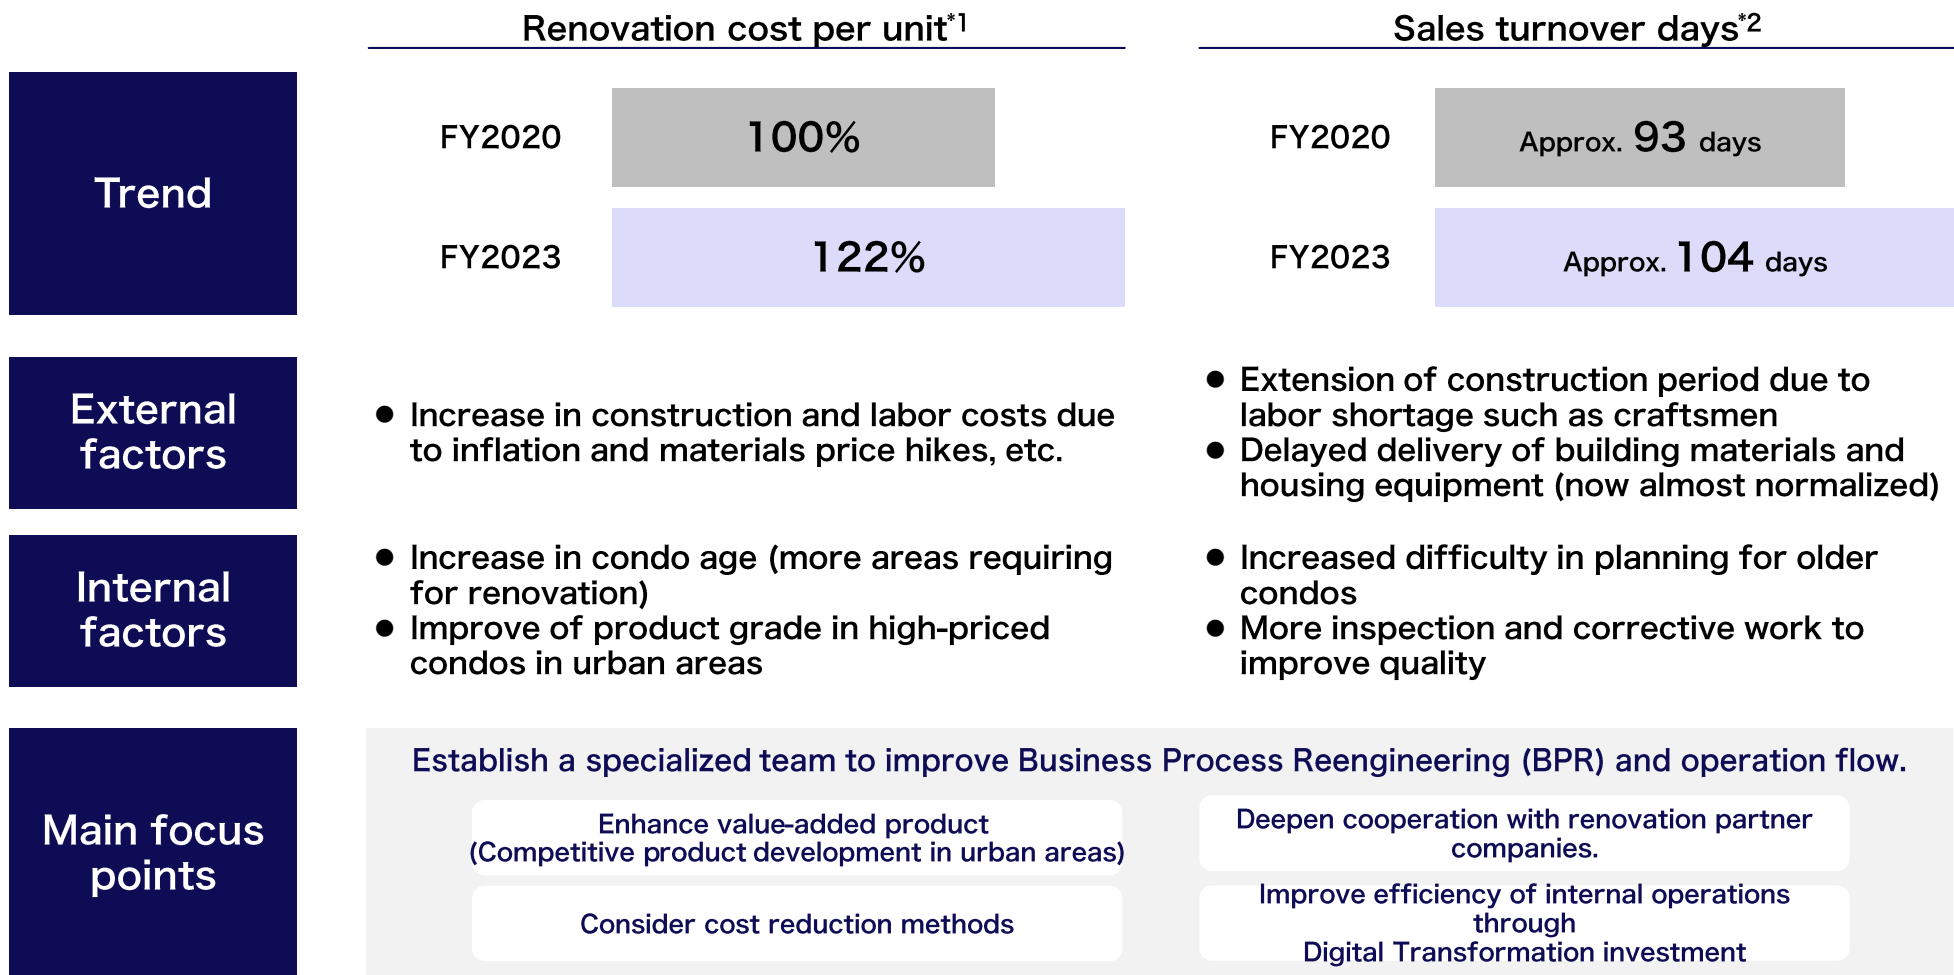 Renovation cost per unit*1
Sales turnover days*2
Trend
FY2020
100%
FY2023
122%
FY2020
Approx. 93 days
FY2023
Approx. 104 days
External
factors
● Increase in construction and labor costs due
to inflation and materials price hikes, etc.
● Extension of construction period due to
labor shortage such as craftsmen
● Delayed delivery of building materials and
housing equipment (now almost normalized)
Internal
factors
● Increase in condo age (more areas requiring
for renovation)
● Improve of product grade in high-priced
condos in urban areas
● Increased difficulty in planning for older
condos
● More inspection and corrective work to
improve quality
Main focus
points
Establish a specialized team to improve Business Process Reengineering (BPR) and operation flow.
Enhance value-added product
(Competitive product development in urban areas)
Consider cost reduction methods
Deepen cooperation with renovation partner
companies.
Improve efficiency of internal operations
through
Digital Transformation investment